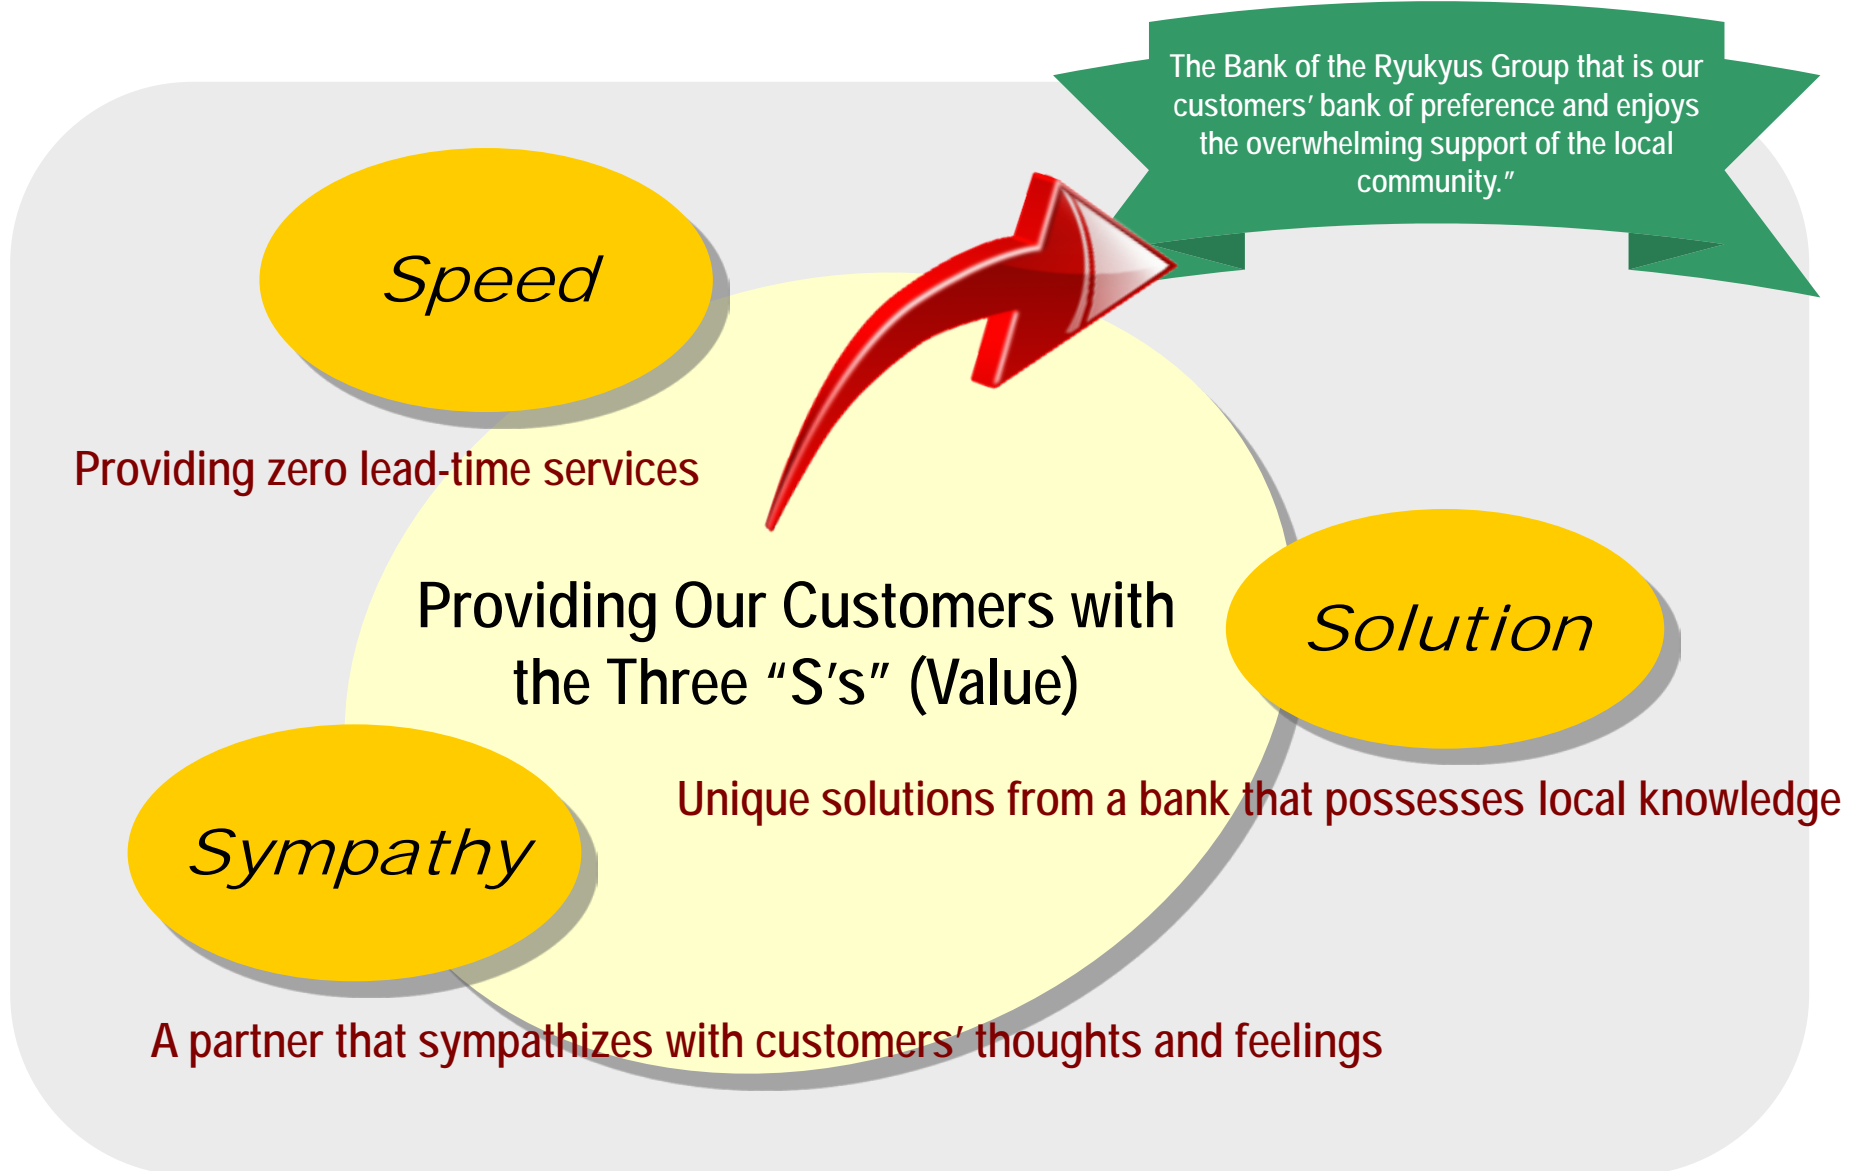 The Bank of the Ryukyus Group that is our
customers’ bank of preference and enjoys
the overwhelming support of the local
community.”
Speed
Providing zero lead-time services
Providing Our Customers with
the Three “S’s” (Value)
Solution
Unique solutions from a bank that possesses local knowledge
Sympathy
A partner that sympathizes with customers’ thoughts and feelings